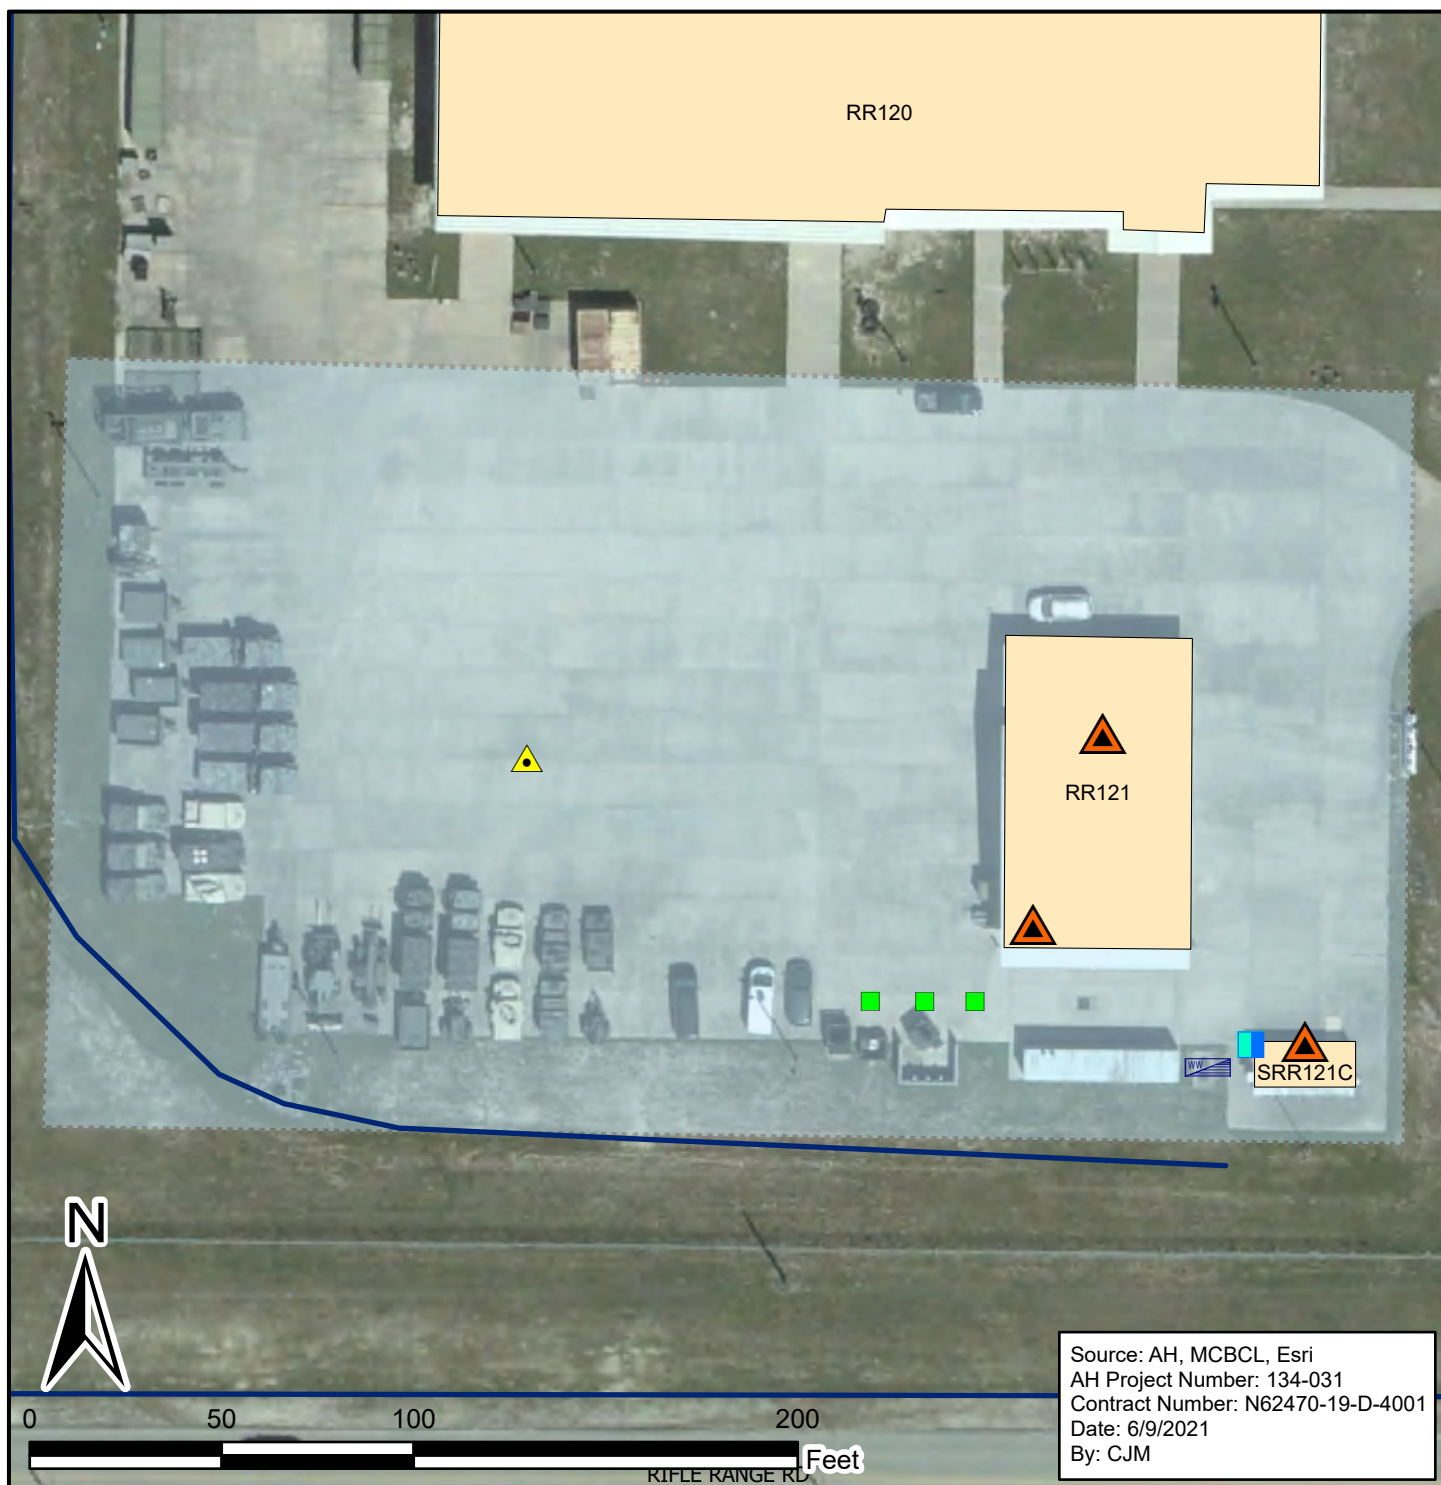 RR120
RR121
WW
SRR121C
N
0 50 100 200
Feet
RIFLE RANGE RD
Source: AH, MCBCL, Esri
AH Project Number: 134-031
Contract Number: N62470-19-D-4001
Date: 6/9/2021
By: CJM